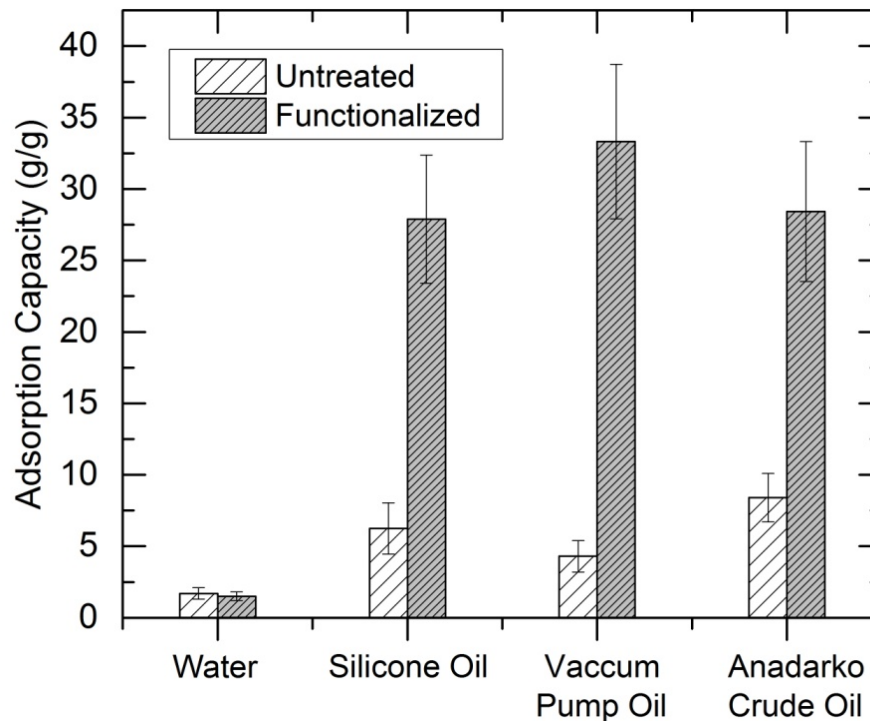 Adsorption Capacity (g/g)
40
35
30
25
20
15
10
5
0
Untreated
Functionalized
Water
Silicone Oil
Vaccum
Pump Oil
Anadarko
Crude Oil